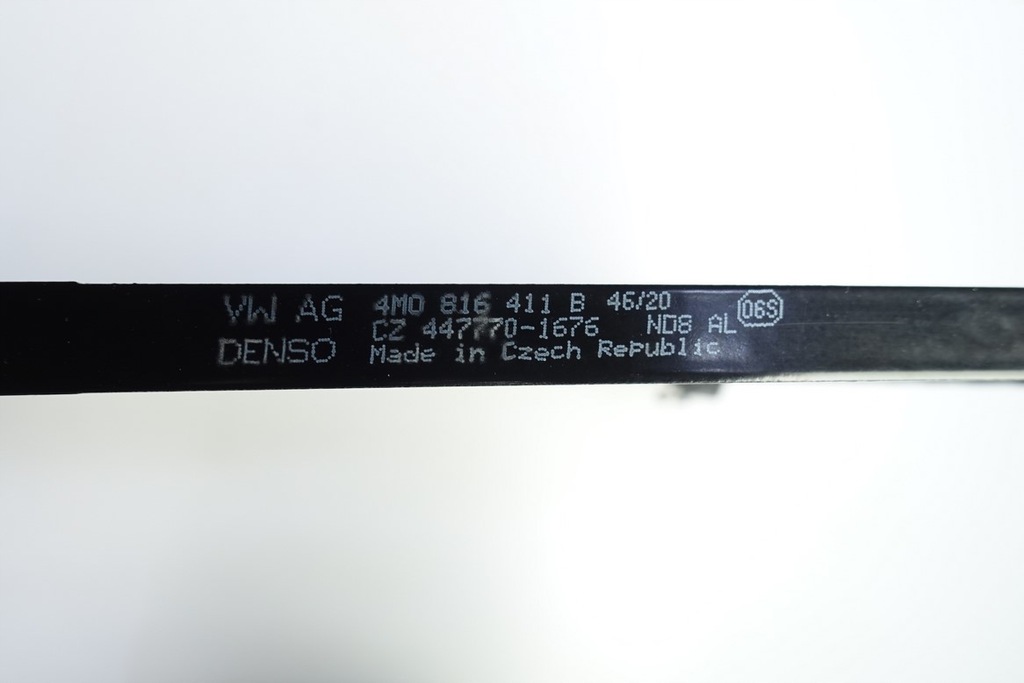 VW AG 4M0 816 411 B 46/20 06S
CZ 447770-1676 ND8 AL
DENSO Made in Czech Republic